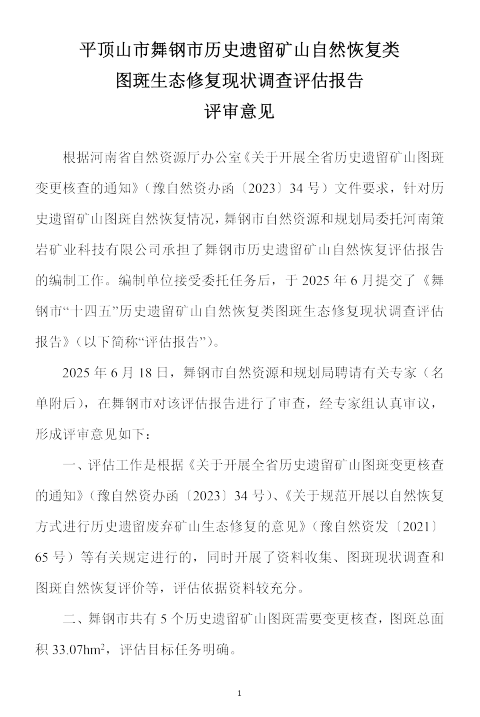 平顶山市舞钢市历史遗留矿山自然恢复类
图斑生态修复现状调查评估报告
评审意见
根据河南省自然资源厅办公室《关于开展全省历史遗留矿山图斑
变更核查的通知》（豫自然资办函〔2023〕34 号）文件要求，针对历
史遗留矿山图斑自然恢复情况，舞钢市自然资源和规划局委托河南策
岩矿业科技有限公司承担了舞钢市历史遗留矿山自然恢复评估报告
的编制工作。编制单位接受委托任务后，于 2025 年 6 月提交了《舞
钢市“十四五”历史遗留矿山自然恢复类图斑生态修复现状调查评估
报告》（以下简称“评估报告”）。
2025 年 6 月 18 日，舞钢市自然资源和规划局聘请有关专家（名
单附后），在舞钢市对该评估报告进行了审查，经专家组认真审议，
形成评审意见如下：
一、评估工作是根据《关于开展全省历史遗留矿山图斑变更核查
的通知》（豫自然资办函〔2023〕34 号）、《关于规范开展以自然恢复
方式进行历史遗留废弃矿山生态修复的意见》（豫自然资发〔2021〕
65 号）等有关规定进行的，同时开展了资料收集、图斑现状调查和
图斑自然恢复评价等，评估依据资料较充分。
二、舞钢市共有 5 个历史遗留矿山图斑需要变更核查，图斑总面
积 33.07hm²，评估目标任务明确。
1